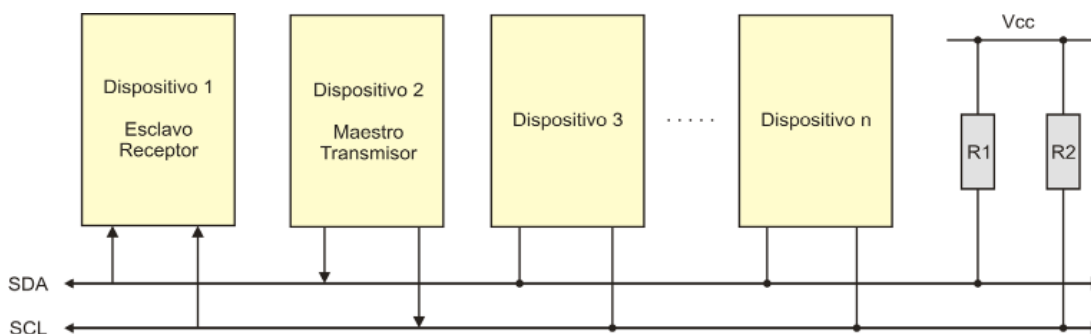 Dispositivo 1
Esclavo
Receptor
Dispositivo 2
Maestro
Transmisor
Dispositivo 3
.....
Dispositivo n
Vcc
R1
R2
SDA
SCL